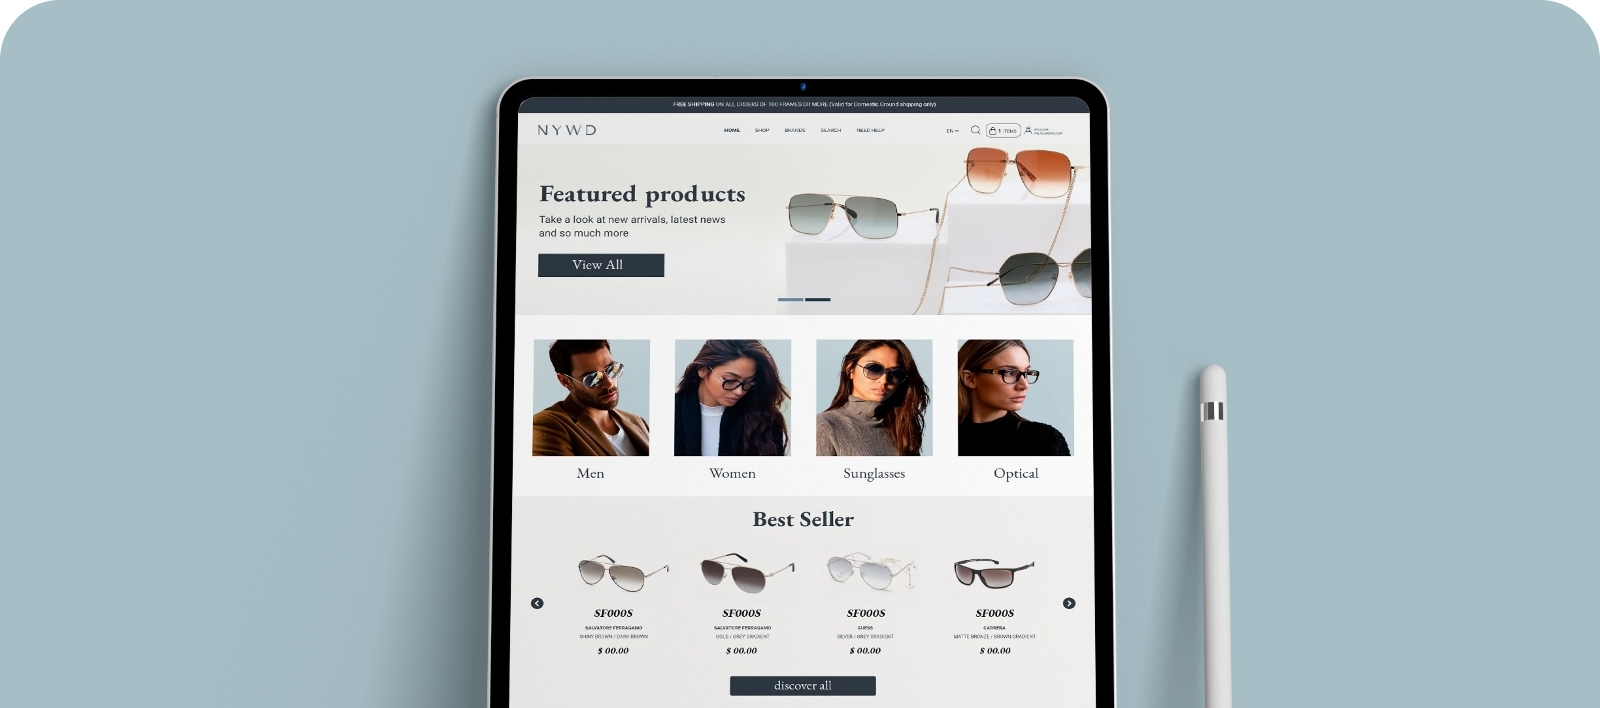 FREE SHIPPING ON ALL ORDERS OF 100 FRAMES OR MORE (Valid for Domestic Ground shipping only)
NYWD
HOME SHOP BRANDS SEARCH NEED HELP
EN
1 ITEMS
Featured products
Take a look at new arrivals, latest news
and so much more
View All
Men Women Sunglasses Optical
Best Seller
SF000S SF000S SF000S SF000S
SALVATORE FERRAGAMO SALVATORE FERRAGAMO GUESS CARRERA
SHINY BROWN / DARK BROWN GOLD / GREY GRADIENT SILVER / GREY GRADIENT MATTE BRONZE / BROWN GRADIENT
$ 00.00 $ 00.00 $ 00.00 $ 00.00
discover all